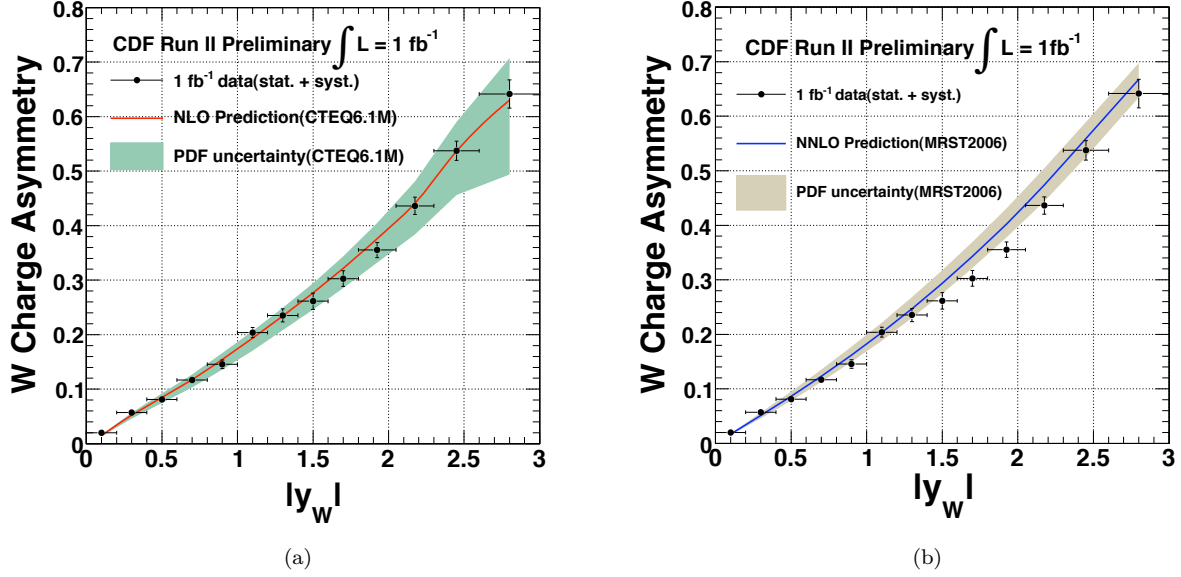 CDF Run II Preliminary ∫ L = 1 fb⁻¹
1 fb⁻¹ data(stat. + syst.)
NLO Prediction(CTEQ6.1M)
PDF uncertainty(CTEQ6.1M)
W Charge Asymmetry
0.8
0.7
0.6
0.5
0.4
0.3
0.2
0.1
0
0 0.5 1 1.5 2 2.5 3
|y_W|
(a)
CDF Run II Preliminary ∫ L = 1fb⁻¹
1 fb⁻¹ data(stat. + syst.)
NNLO Prediction(MRST2006)
PDF uncertainty(MRST2006)
W Charge Asymmetry
0.8
0.7
0.6
0.5
0.4
0.3
0.2
0.1
0
0 0.5 1 1.5 2 2.5 3
|y_W|
(b)